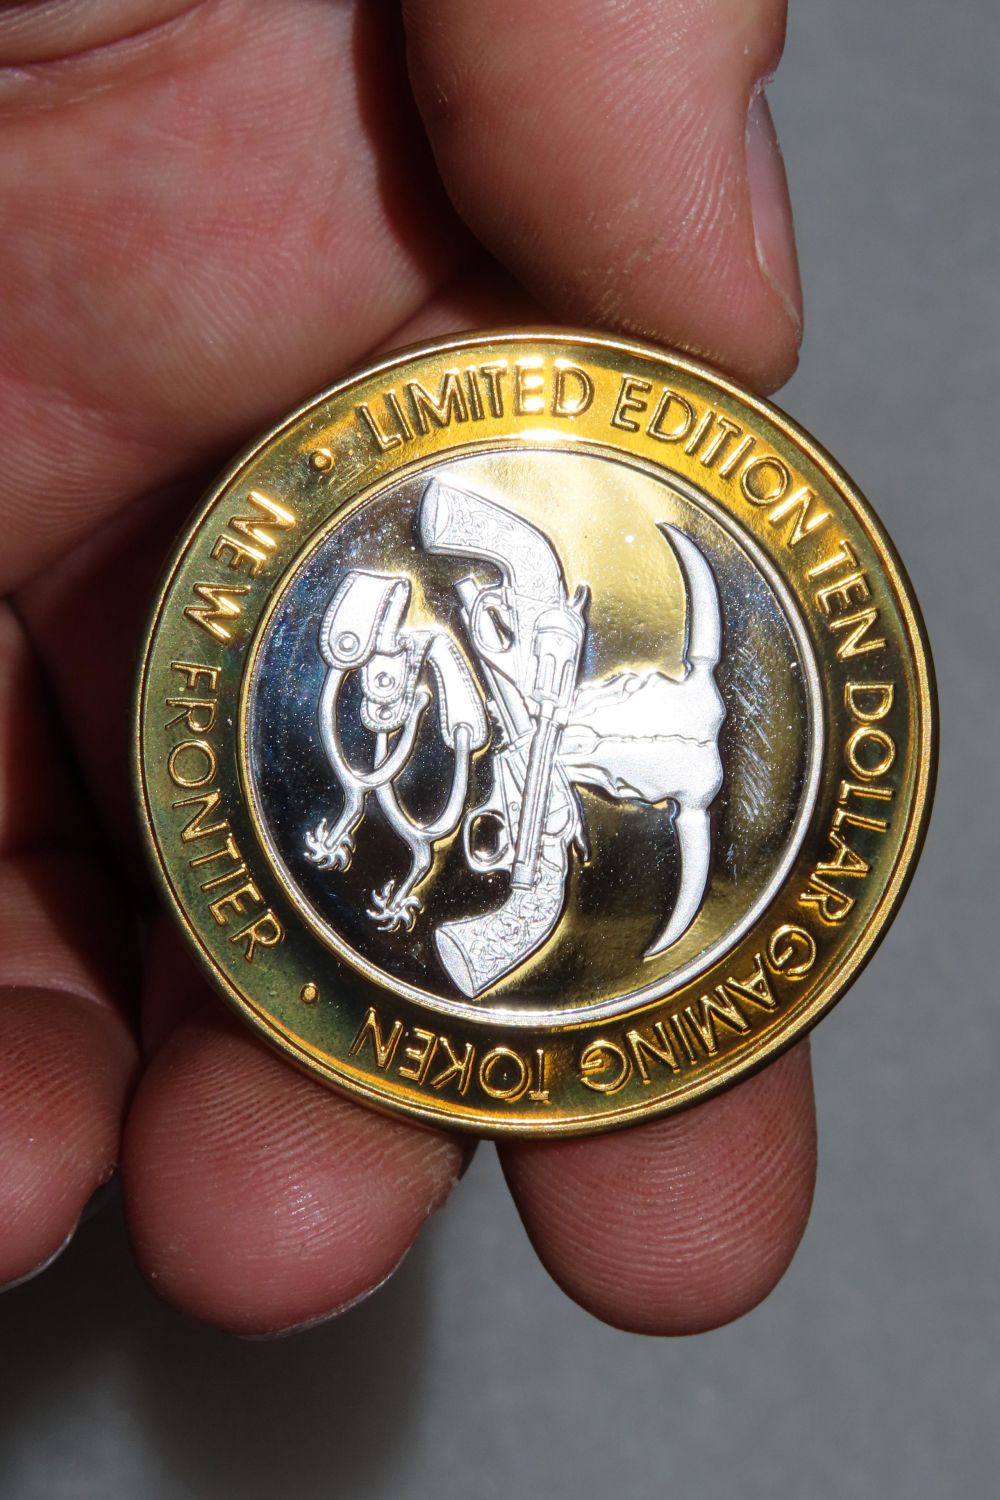 LIMITED EDITION TEN DOLLAR GAMING TOKEN
NEW FRONTIER